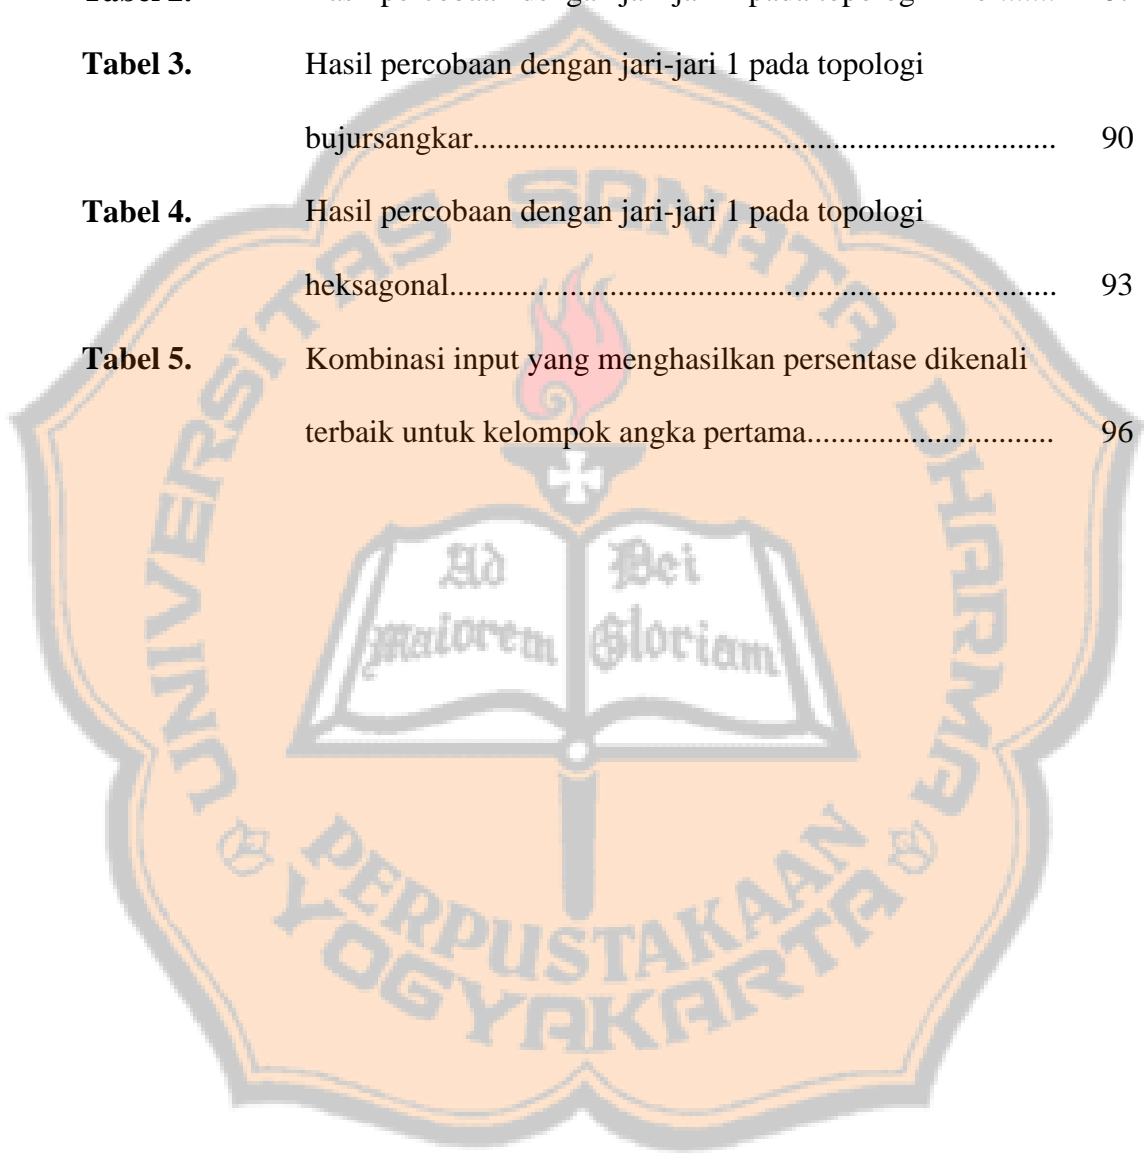 Tabel 3. Hasil percobaan dengan jari-jari 1 pada topologi
bujursangkar......................................................................... 90
Tabel 4. Hasil percobaan dengan jari-jari 1 pada topologi
heksagonal............................................................................ 93
Tabel 5. Kombinasi input yang menghasilkan persentase dikenali
terbaik untuk kelompok angka pertama............................... 96
UNIVERSITAS SANATA DHARMA
Ad Dei
maiorem Gloriam
PERPUSTAKAAN
YOGYAKARTA